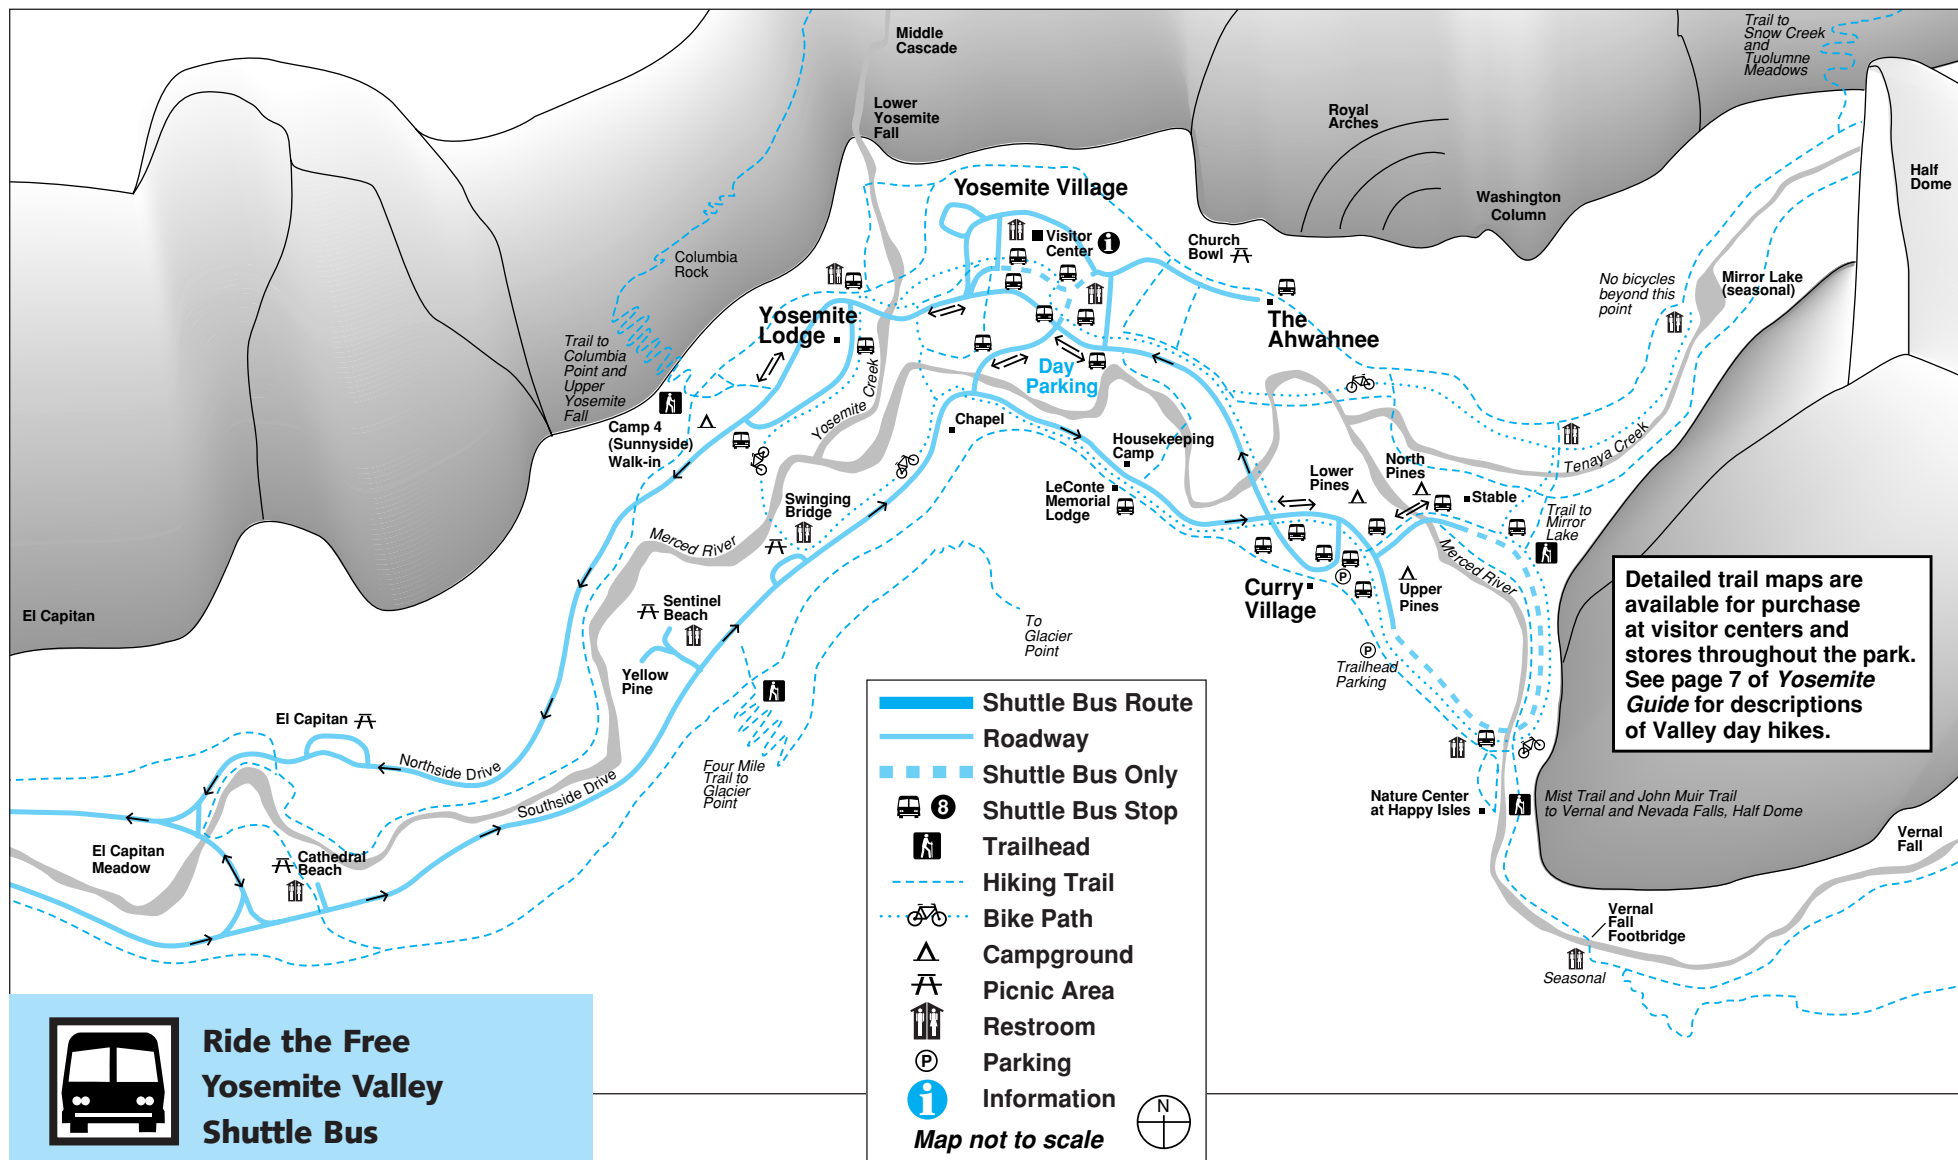 Middle
Cascade
Trail to
Snow Creek
and
Tuolumne
Meadows
Lower
Yosemite
Fall
Royal
Arches
Half
Dome
Washington
Column
Yosemite Village
Visitor
Center
i
Church
Bowl
Columbia
Rock
No bicycles
beyond this
point
Mirror Lake
(seasonal)
Yosemite
Lodge
The
Ahwahnee
Trail to
Columbia
Point and
Upper
Yosemite
Fall
Day
Parking
Yosemite Creek
Camp 4
(Sunnyside)
Walk-in
Chapel
Housekeeping
Camp
Tenaya Creek
North
Pines
Lower
Pines
Stable
LeConte
Memorial
Lodge
Swinging
Bridge
Trail to
Mirror
Lake
Merced River
Merced River
Curry
Village
P
Upper
Pines
Detailed trail maps are
available for purchase
at visitor centers and
stores throughout the park.
See page 7 of Yosemite
Guide for descriptions
of Valley day hikes.
El Capitan
Sentinel
Beach
To
Glacier
Point
P
Trailhead
Parking
Yellow
Pine
El Capitan
Northside Drive
Four Mile
Trail to
Glacier
Point
Southside Drive
Nature Center
at Happy Isles
Mist Trail and John Muir Trail
to Vernal and Nevada Falls, Half Dome
Vernal
Fall
El Capitan
Meadow
Cathedral
Beach
Vernal
Fall
Footbridge
Seasonal
Shuttle Bus Route
Roadway
Shuttle Bus Only
8 Shuttle Bus Stop
Trailhead
Hiking Trail
Bike Path
Campground
Picnic Area
Restroom
P Parking
i Information
N
Map not to scale
Ride the Free
Yosemite Valley
Shuttle Bus